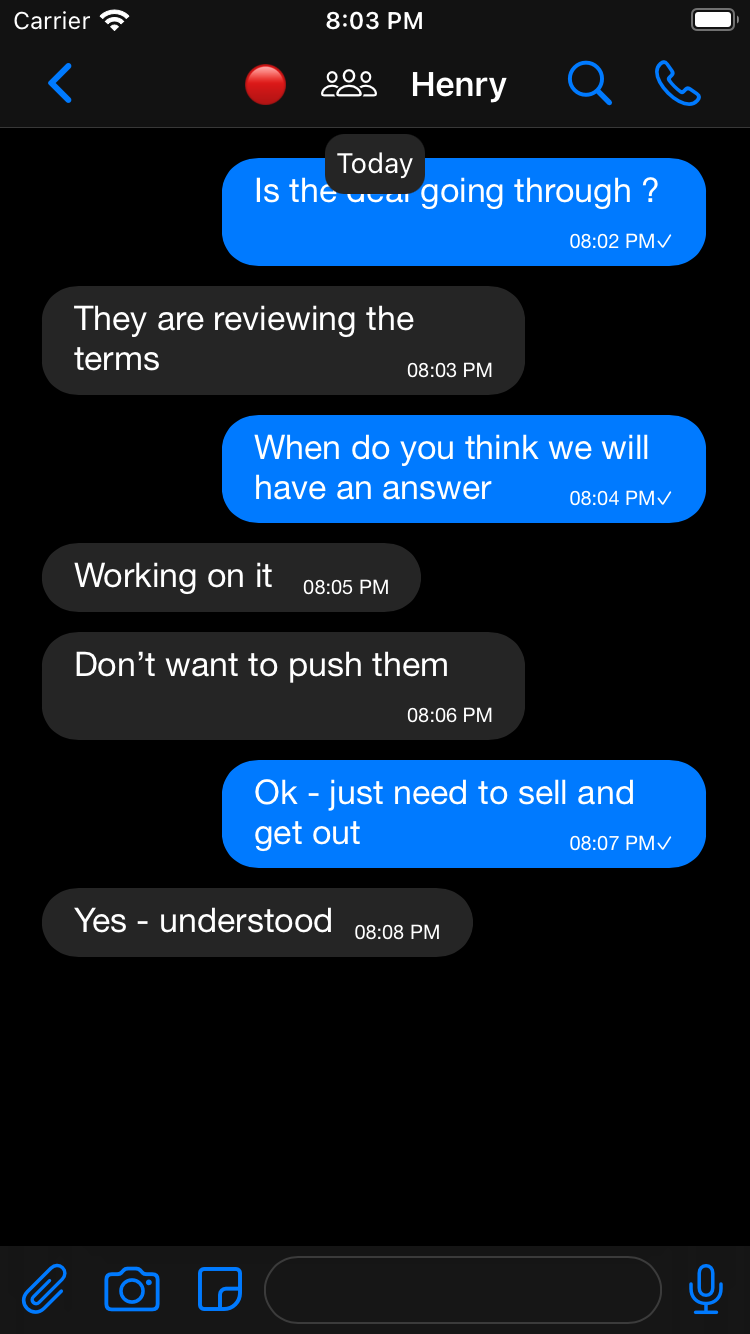 Carrier 8:03 PM
Henry
Today
Is the deal going through ?
08:02 PM✓
They are reviewing the
terms 08:03 PM
When do you think we will
have an answer 08:04 PM✓
Working on it 08:05 PM
Don’t want to push them
08:06 PM
Ok - just need to sell and
get out 08:07 PM✓
Yes - understood 08:08 PM